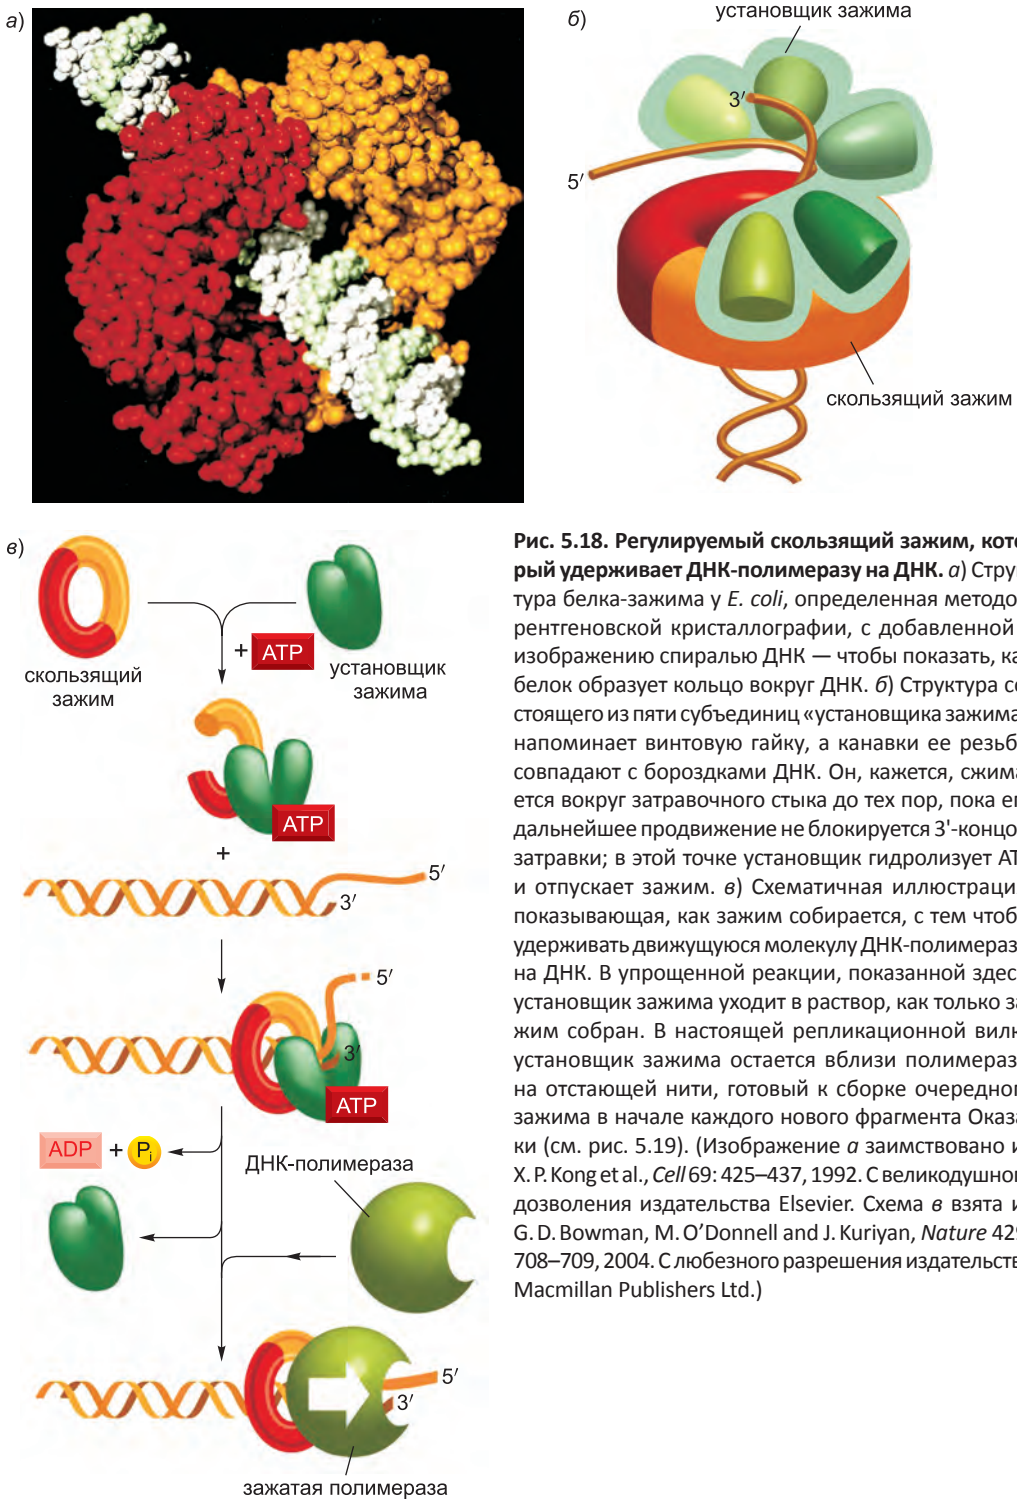 а)
б)
установщик зажима
3′
5′
скользящий зажим
в)
скользящий
зажим
+ ATP
установщик
зажима
ATP
+
5′
3′
5′
3′
ATP
ADP + Pi
ДНК-полимераза
5′
3′
зажатая полимераза
Рис. 5.18. Регулируемый скользящий зажим, кото
рый удерживает ДНК-полимеразу на ДНК. а) Струк
тура белка-зажима у E. coli, определенная методо
рентгеновской кристаллографии, с добавленной
изображению спиралью ДНК — чтобы показать, ка
белок образует кольцо вокруг ДНК. б) Структура со
стоящего из пяти субъединиц «установщика зажима
напоминает винтовую гайку, а канавки ее резьб
совпадают с бороздками ДНК. Он, кажется, сжима
ется вокруг затравочного стыка до тех пор, пока ег
дальнейшее продвижение не блокируется 3'-концо
затравки; в этой точке установщик гидролизует АТ
и отпускает зажим. в) Схематичная иллюстраци
показывающая, как зажим собирается, с тем чтоб
удерживать движущуюся молекулу ДНК-полимераз
на ДНК. В упрощенной реакции, показанной здес
установщик зажима уходит в раствор, как только за
жим собран. В настоящей репликационной вилк
установщик зажима остается вблизи полимераз
на отстающей нити, готовый к сборке очередног
зажима в начале каждого нового фрагмента Оказа
ки (см. рис. 5.19). (Изображение а заимствовано и
X. P. Kong et al., Cell 69: 425–437, 1992. С великодушног
дозволения издательства Elsevier. Схема в взята и
G. D. Bowman, M. O’Donnell and J. Kuriyan, Nature 429
708–709, 2004. С любезного разрешения издательств
Macmillan Publishers Ltd.)